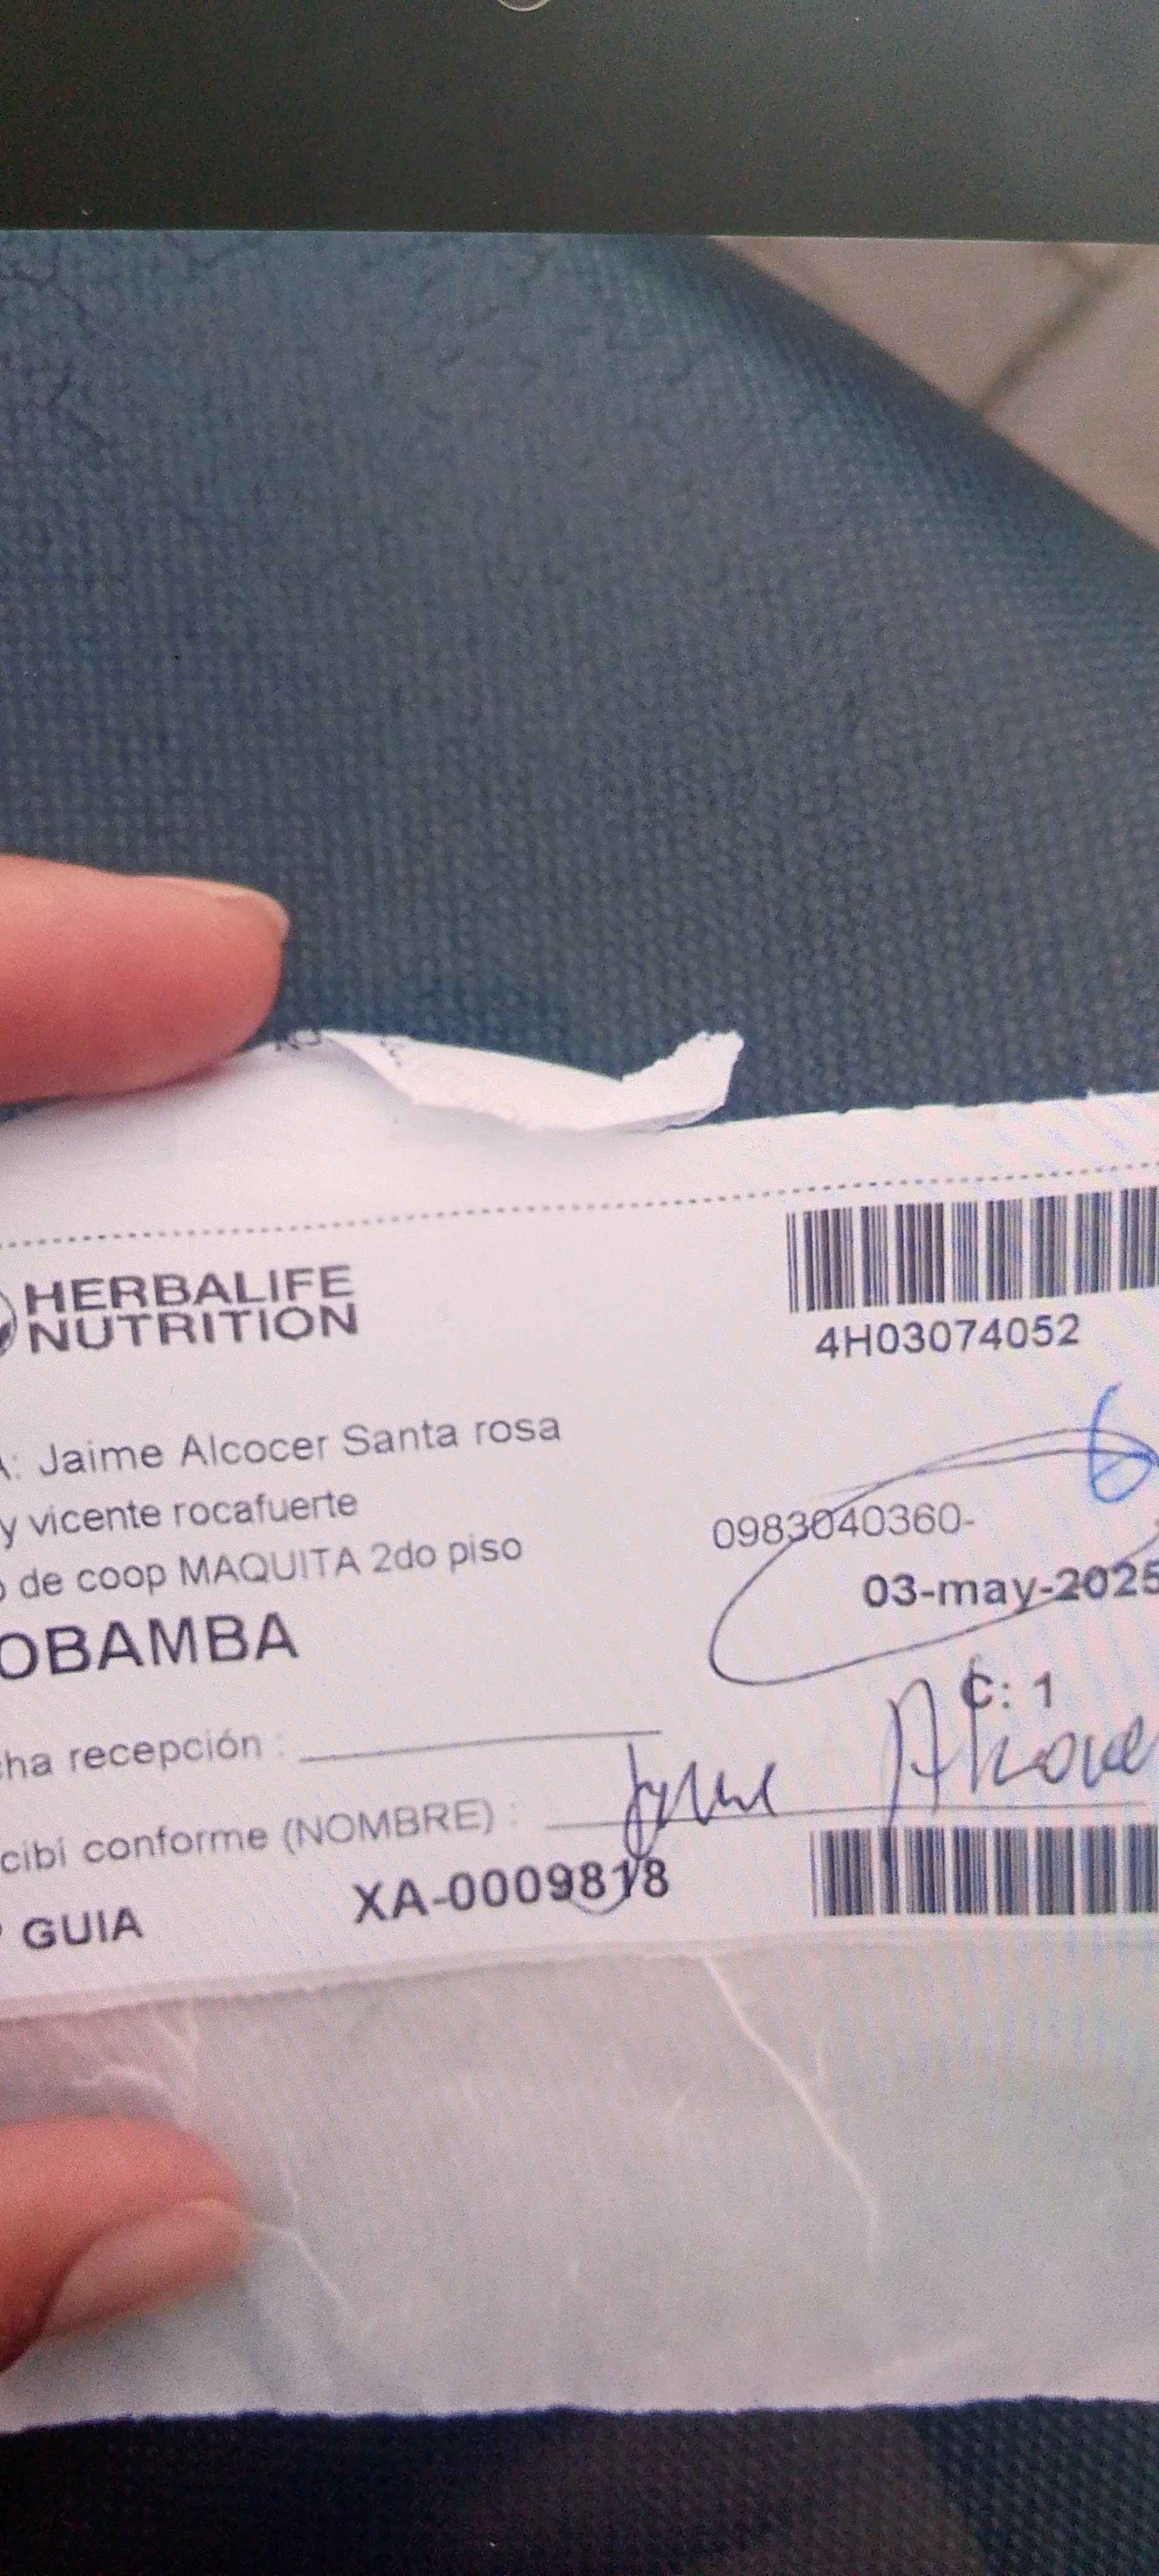 HERBALIFE
NUTRITION
4H03074052
A: Jaime Alcocer Santa rosa
y vicente rocafuerte
0983040360-
o de coop MAQUITA 2do piso
03-may-2025
OBAMBA
C: 1
cha recepción :
cibí conforme (NOMBRE) :
GUIA XA-0009818